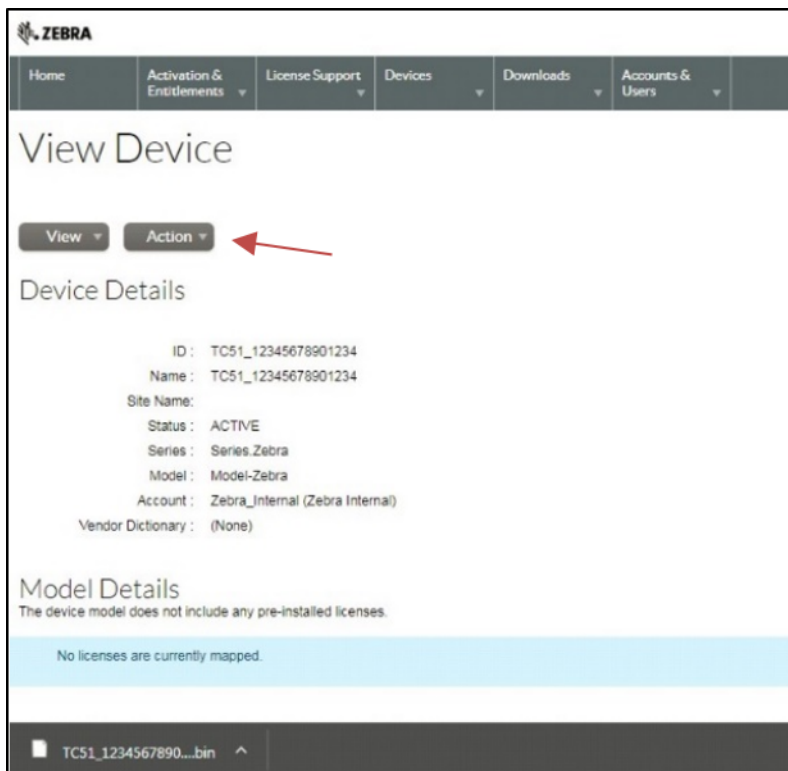 ZEBRA
Home
Activation &
Entitlements
License Support
Devices
Downloads
Accounts &
Users
View Device
View
Action
Device Details
ID : TC51_12345678901234
Name : TC51_12345678901234
Site Name:
Status : ACTIVE
Series : Series.Zebra
Model : Model-Zebra
Account : Zebra_Internal (Zebra Internal)
Vendor Dictionary : (None)
Model Details
The device model does not include any pre-installed licenses.
No licenses are currently mapped.
TC51_1234567890....bin